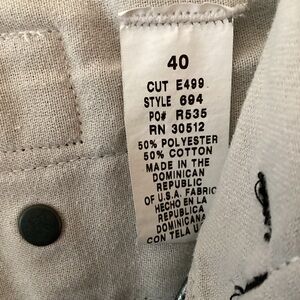 40
CUT E499
STYLE 694
PO# R535
RN 30512
50% POLYESTER
50% COTTON
MADE IN THE
DOMINICAN
REPUBLIC
OF U.S.A. FABRIC
HECHO EN LA
REPUBLICA
DOMINICANA
CON TELA U